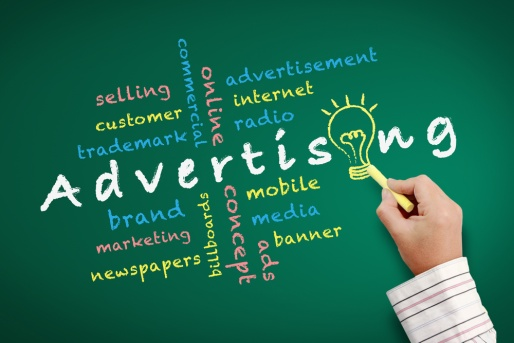 commercial
online
advertisement
selling
internet
customer
radio
trademark
Advertising
brand
billboards
concept
mobile
media
marketing
ads
banner
newspapers